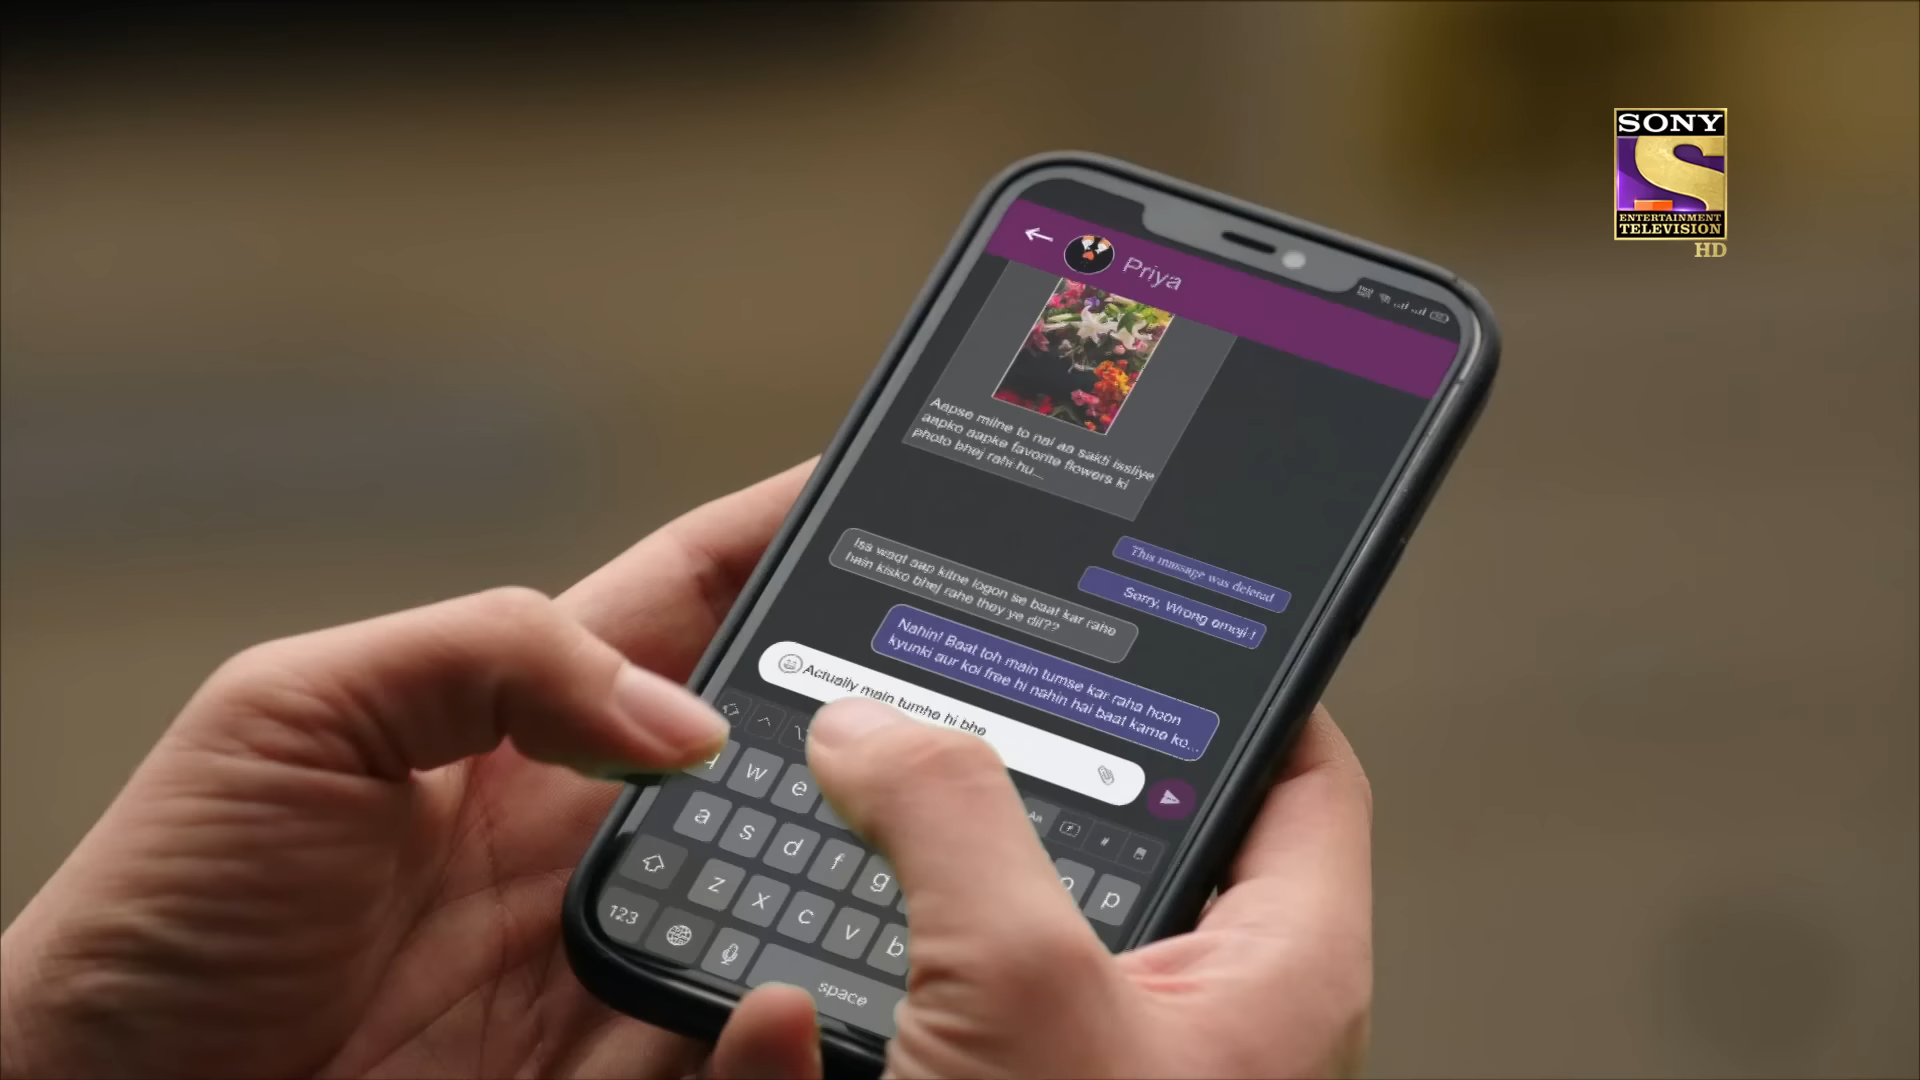 SONY
ENTERTAINMENT
TELEVISION
HD
Priya
Aapse milne to nai aa sakti issliye
aapko aapke favorite flowers ki
photo bhej rahi hu...
This massage was deletad
Sorry, Wrong emoji !
Iss waqt aap kitne logon se baat kar rahe
hain kisko bhej rahe they ye dil??
Nahin! Baat toh main tumse kar raha hoon
kyunki aur koi free hi nahin hai baat karne ko...
Actually main tumhe hi bhe
Aa
#
q w e
o p
a s d f g
z x c v b
123
space